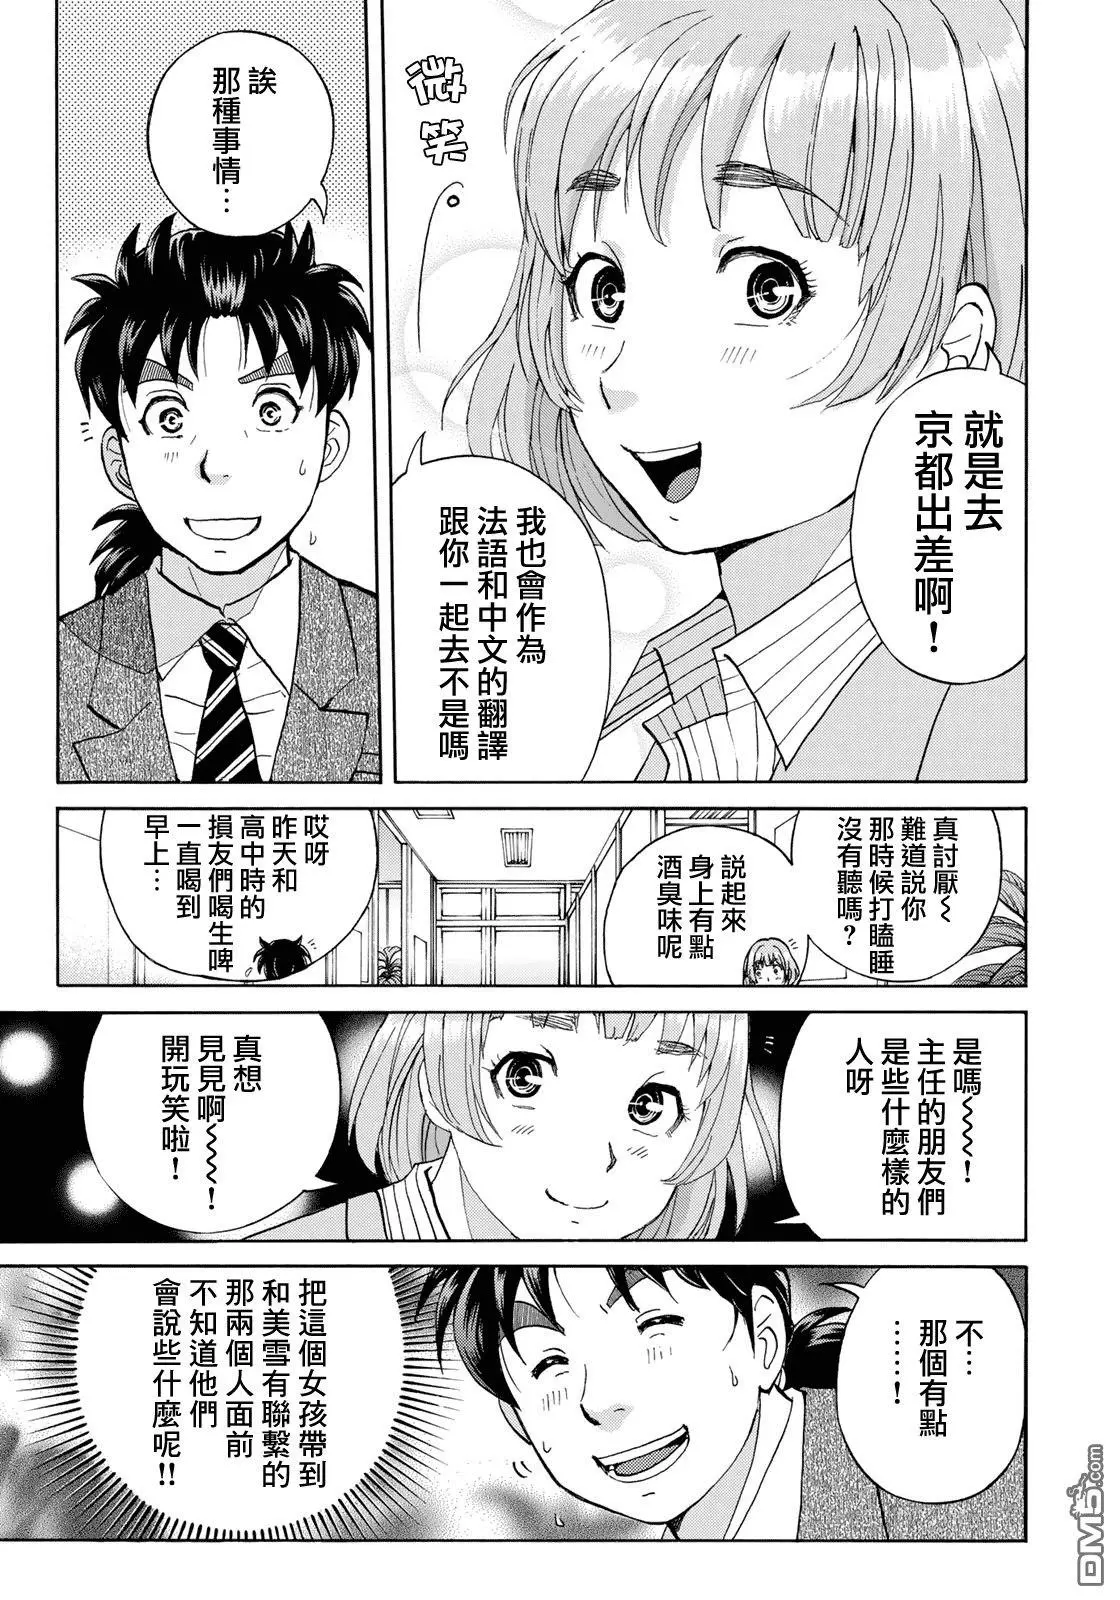 就是去
京都出差啊！
微笑。
我也會作為
法語和中文的翻譯
跟你一起去不是嗎
誒
那種事情…
真討厭～
難道說你
那時候打瞌睡
沒有聽嗎？
說起來
身上有點
酒臭味呢
哎呀
昨天和
高中時的
損友們喝生啤
一直喝到
早上…
是嗎～～～！
主任的朋友們
是些什麼樣的
人呀
真想
見見啊～～～！
開玩笑啦！
不…
那個有點
……！
把這個女孩帶到
和美雪有聯繫的
那兩個人面前
不知道他們
會說些什麼呢!!
DM5.com